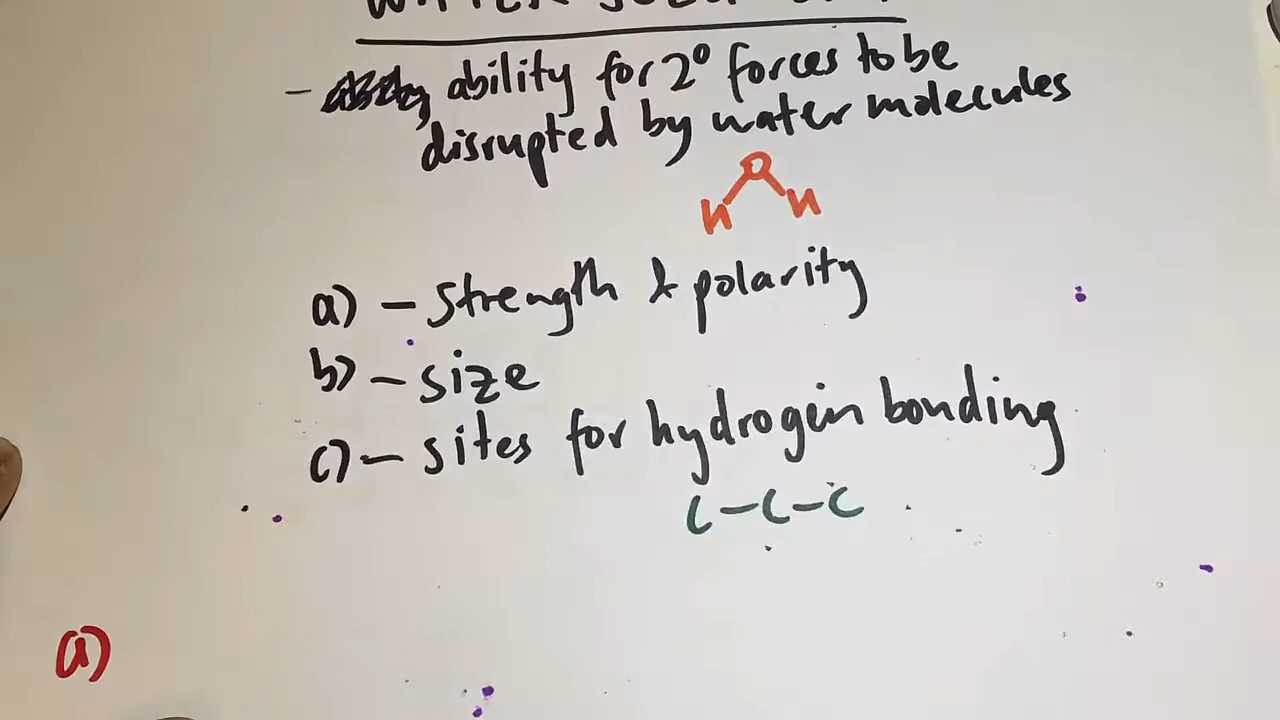 - ability for 2° forces to be
disrupted by water molecules
O
H H
a) - strength & polarity
b) - size
c) - sites for hydrogen bonding
C-C-C
a)